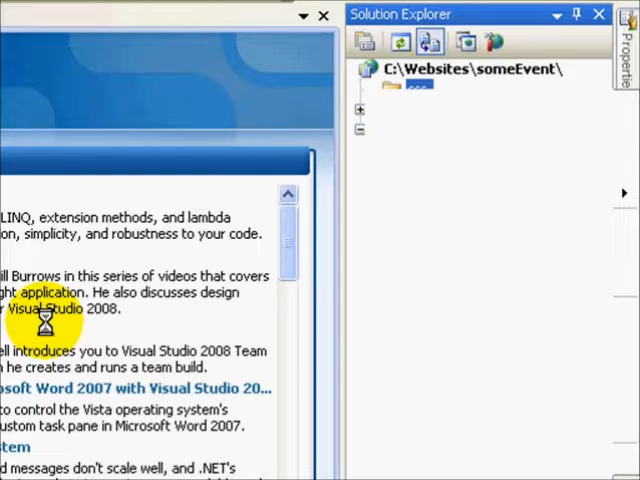 Solution Explorer
C:\Websites\someEvent\
Propertie
LINQ, extension methods, and lambda
on, simplicity, and robustness to your code.
ill Burrows in this series of videos that covers
ght application. He also discusses design
r Visual Studio 2008.
ell introduces you to Visual Studio 2008 Team
he creates and runs a team build.
osoft Word 2007 with Visual Studio 20...
to control the Vista operating system's
ustom task pane in Microsoft Word 2007.
stem
d messages don't scale well, and .NET's